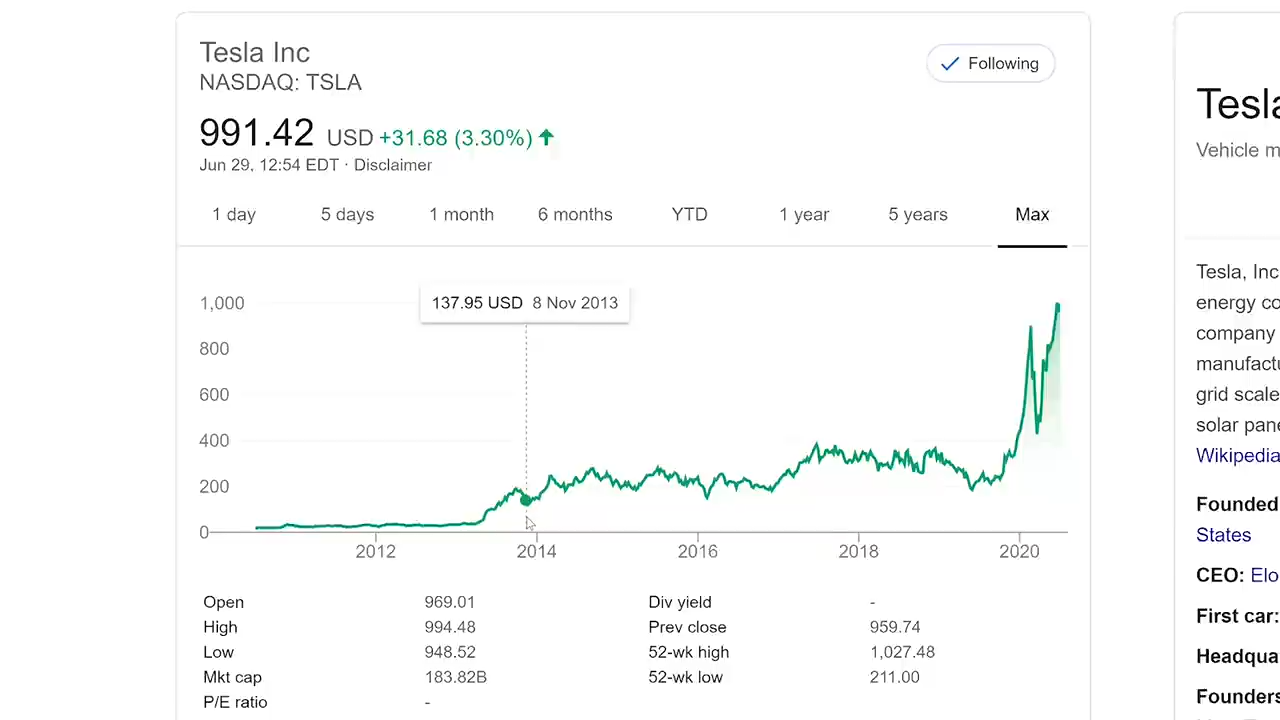 Tesla Inc
NASDAQ: TSLA
Following
991.42 USD +31.68 (3.30%)
Jun 29, 12:54 EDT · Disclaimer
1 day 5 days 1 month 6 months YTD 1 year 5 years Max
137.95 USD 8 Nov 2013
1,000
800
600
400
200
0
2012 2014 2016 2018 2020
Open 969.01
High 994.48
Low 948.52
Mkt cap 183.82B
P/E ratio -
Div yield -
Prev close 959.74
52-wk high 1,027.48
52-wk low 211.00
Tesla
Vehicle m
Tesla, Inc
energy co
company
manufactu
grid scale
solar pane
Wikipedia
Founded
States
CEO: Elo
First car:
Headqua
Founders